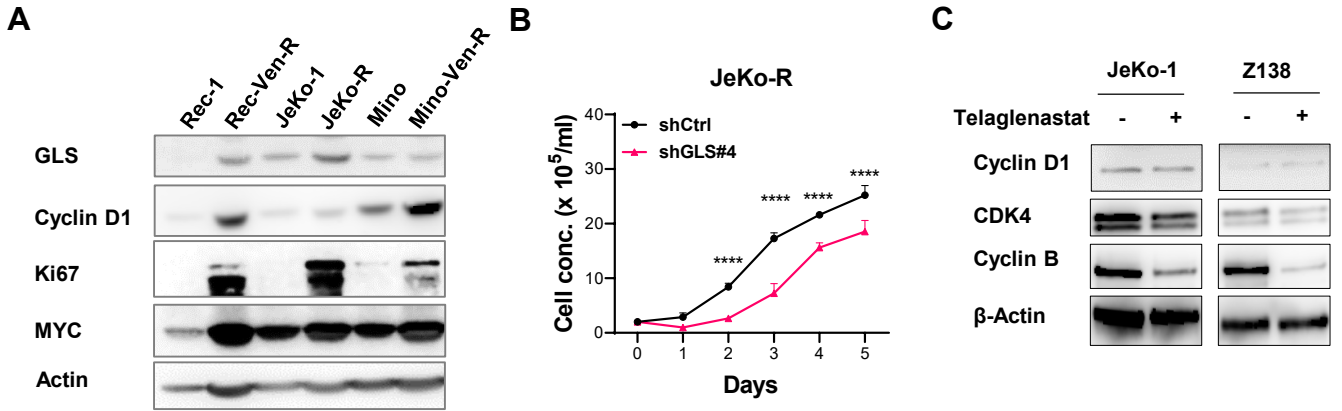 A
Rec-1
Rec-Ven-R
JeKo-1
JeKo-R
Mino
Mino-Ven-R
GLS
Cyclin D1
Ki67
MYC
Actin
B
JeKo-R
Cell conc. (x 10⁵/ml)
40
30
20
10
0
shCtrl
shGLS#4
****
****
****
****
0 1 2 3 4 5
Days
C
JeKo-1 Z138
Telaglenastat - + - +
Cyclin D1
CDK4
Cyclin B
β-Actin